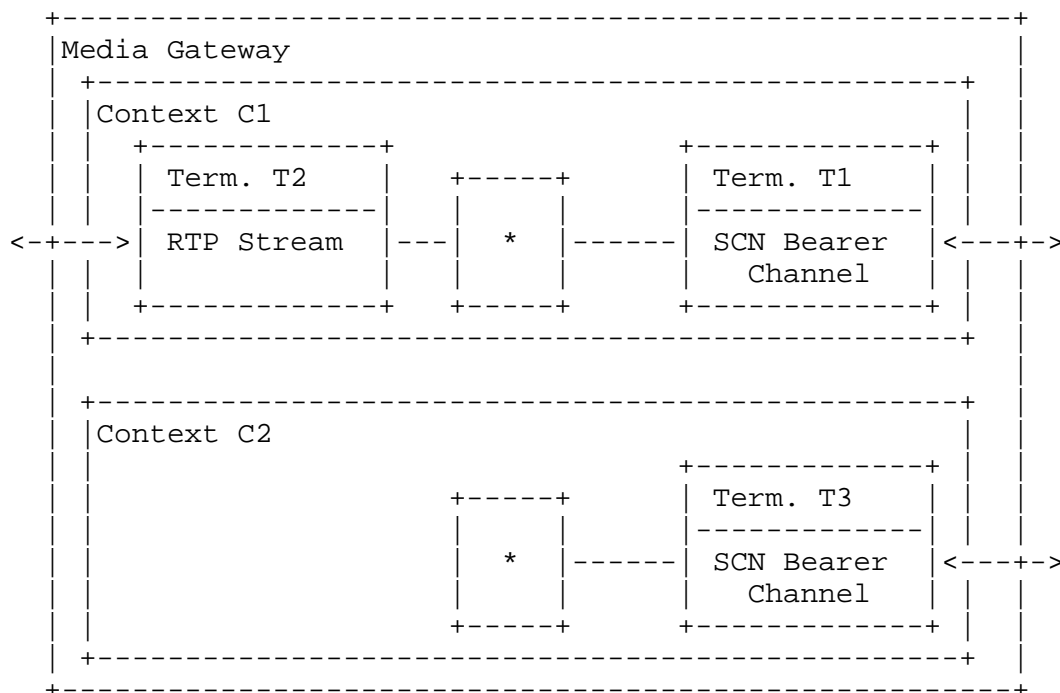 Media Gateway
Context C1
Term. T2
Term. T1
RTP Stream
*
SCN Bearer
Channel
Context C2
Term. T3
*
SCN Bearer
Channel